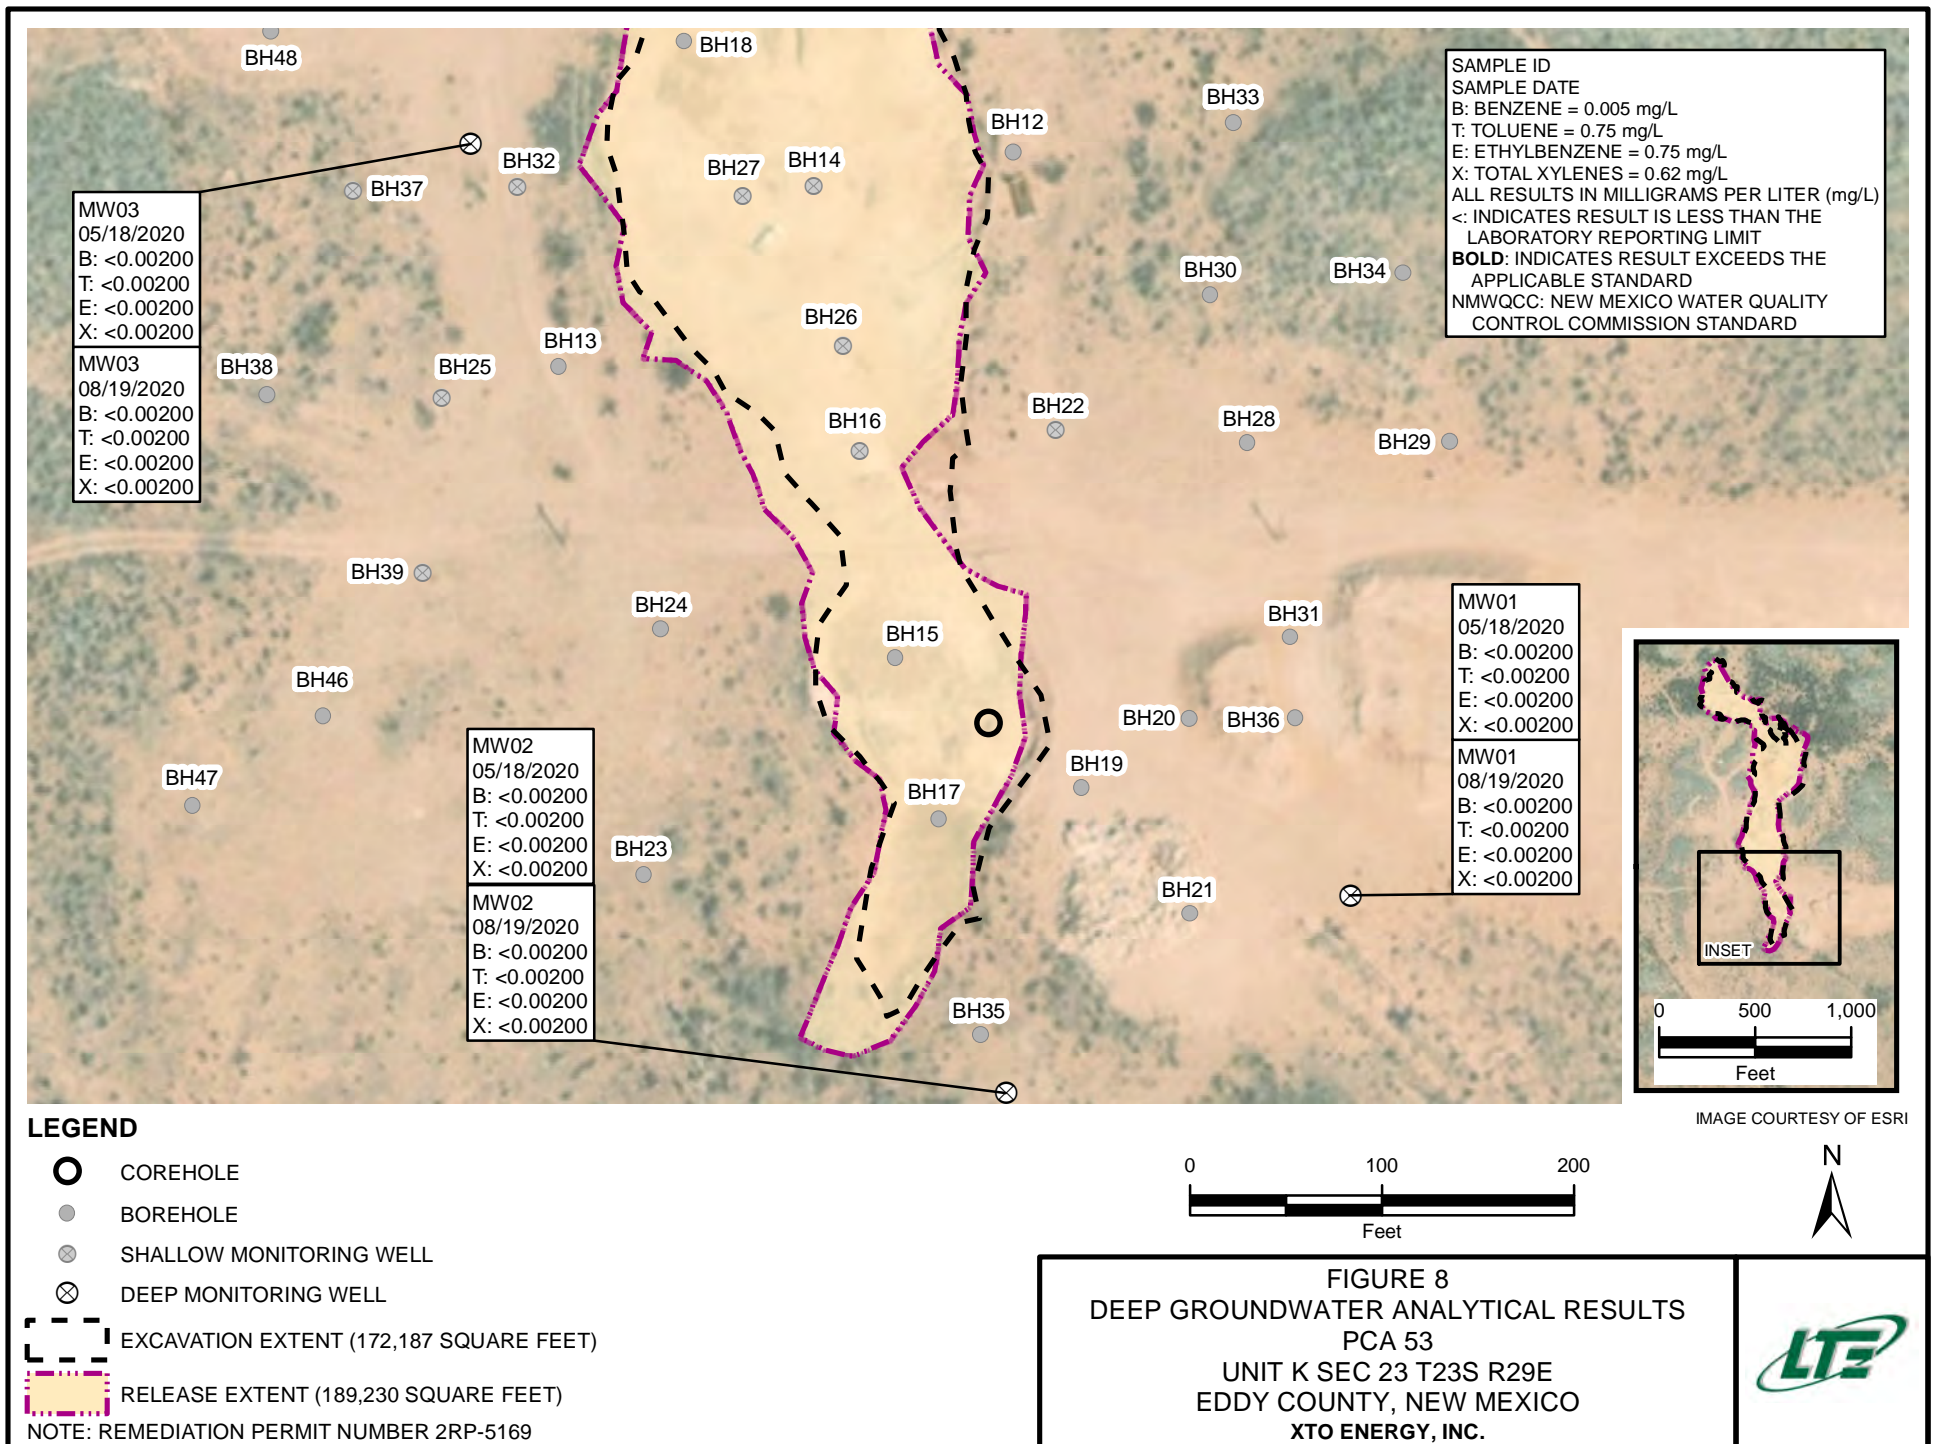 BH48
BH18
BH33
BH12
BH32
BH37
BH27
BH14
BH30
BH34
BH26
BH13
BH38
BH25
BH22
BH28
BH29
BH16
BH39
BH24
BH15
BH31
BH46
BH20
BH36
BH47
BH19
BH17
BH23
BH21
BH35
SAMPLE ID
SAMPLE DATE
B: BENZENE = 0.005 mg/L
T: TOLUENE = 0.75 mg/L
E: ETHYLBENZENE = 0.75 mg/L
X: TOTAL XYLENES = 0.62 mg/L
ALL RESULTS IN MILLIGRAMS PER LITER (mg/L)
<: INDICATES RESULT IS LESS THAN THE
LABORATORY REPORTING LIMIT
BOLD: INDICATES RESULT EXCEEDS THE
APPLICABLE STANDARD
NMWQCC: NEW MEXICO WATER QUALITY
CONTROL COMMISSION STANDARD
MW03
05/18/2020
B: <0.00200
T: <0.00200
E: <0.00200
X: <0.00200
MW03
08/19/2020
B: <0.00200
T: <0.00200
E: <0.00200
X: <0.00200
MW02
05/18/2020
B: <0.00200
T: <0.00200
E: <0.00200
X: <0.00200
MW02
08/19/2020
B: <0.00200
T: <0.00200
E: <0.00200
X: <0.00200
MW01
05/18/2020
B: <0.00200
T: <0.00200
E: <0.00200
X: <0.00200
MW01
08/19/2020
B: <0.00200
T: <0.00200
E: <0.00200
X: <0.00200
INSET
0 500 1,000
Feet
IMAGE COURTESY OF ESRI
LEGEND
COREHOLE
BOREHOLE
SHALLOW MONITORING WELL
DEEP MONITORING WELL
EXCAVATION EXTENT (172,187 SQUARE FEET)
RELEASE EXTENT (189,230 SQUARE FEET)
NOTE: REMEDIATION PERMIT NUMBER 2RP-5169
0 100 200
Feet
N
FIGURE 8
DEEP GROUNDWATER ANALYTICAL RESULTS
PCA 53
UNIT K SEC 23 T23S R29E
EDDY COUNTY, NEW MEXICO
XTO ENERGY, INC.
LTE